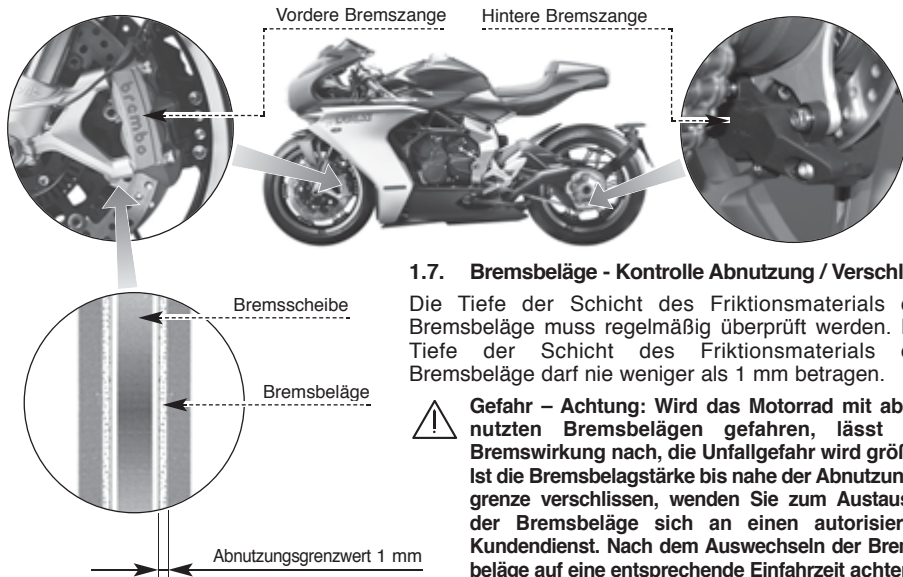 Vordere Bremszange
Hintere Bremszange
brembo
Bremsscheibe
Bremsbeläge
Abnutzungsgrenzwert 1 mm
1.7. Bremsbeläge - Kontrolle Abnutzung / Verschl
Die Tiefe der Schicht des Friktionsmaterials
Bremsbeläge muss regelmäßig überprüft werden.
Tiefe der Schicht des Friktionsmaterials
Bremsbeläge darf nie weniger als 1 mm betragen.
Gefahr – Achtung: Wird das Motorrad mit ab
nutzten Bremsbelägen gefahren, lässt
Bremswirkung nach, die Unfallgefahr wird größ
Ist die Bremsbelagstärke bis nahe der Abnutzun
grenze verschlissen, wenden Sie zum Austaus
der Bremsbeläge sich an einen autorisier
Kundendienst. Nach dem Auswechseln der Brem
beläge auf eine entsprechende Einfahrzeit achten